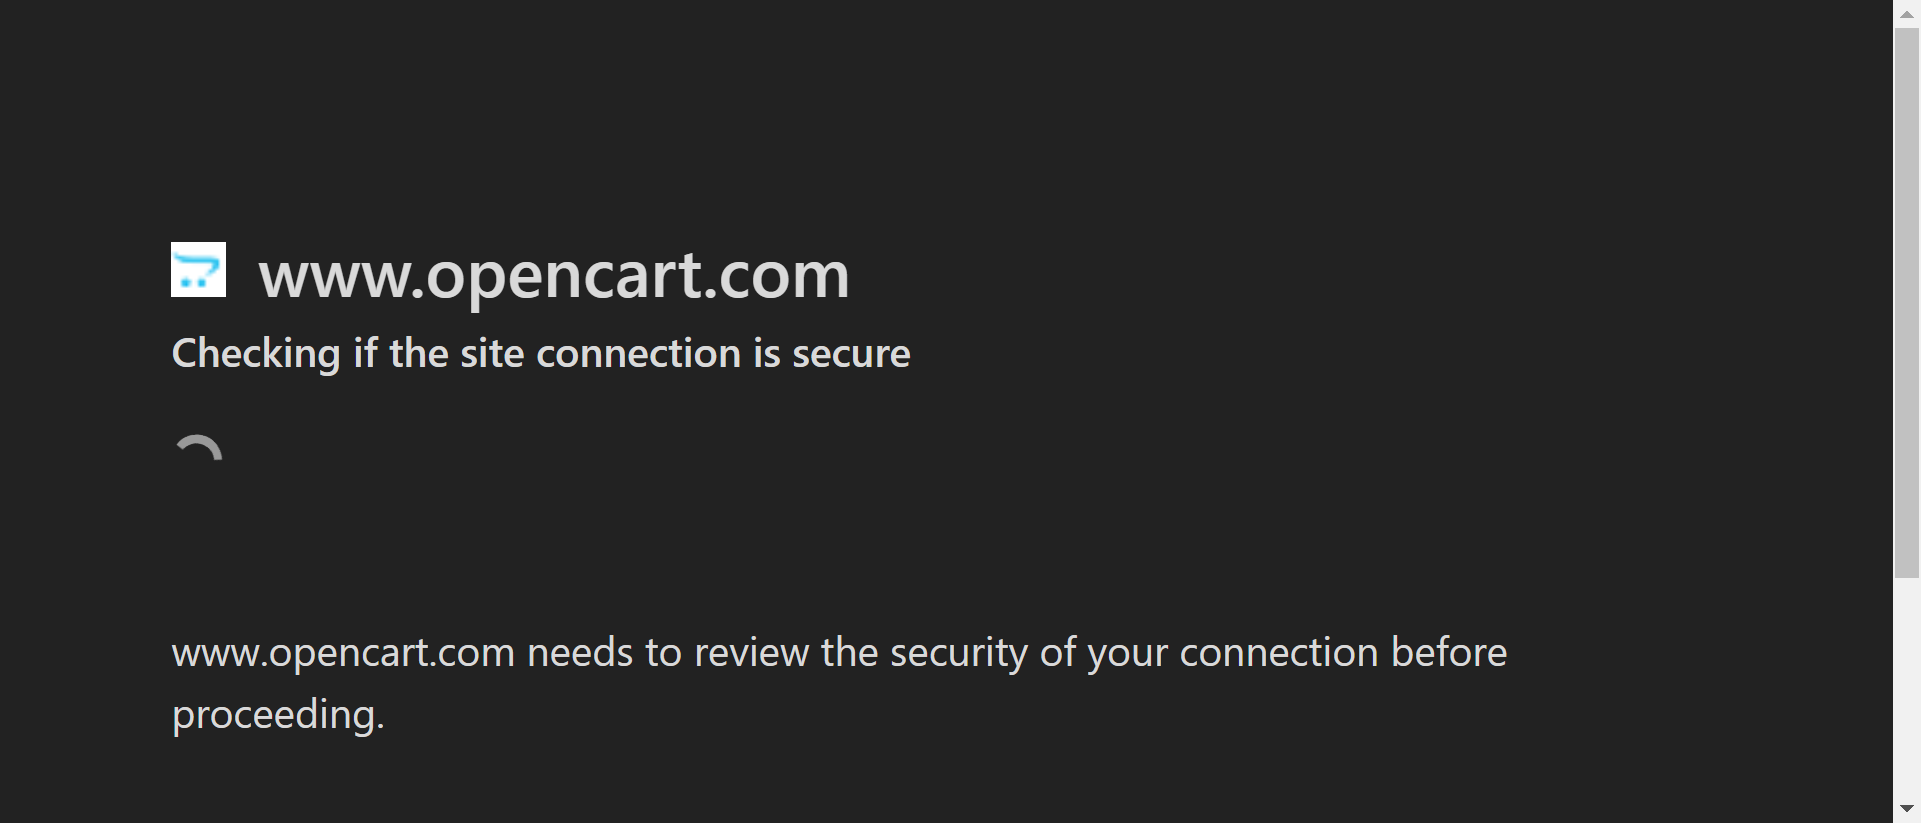 www.opencart.com
Checking if the site connection is secure
www.opencart.com needs to review the security of your connection before
proceeding.